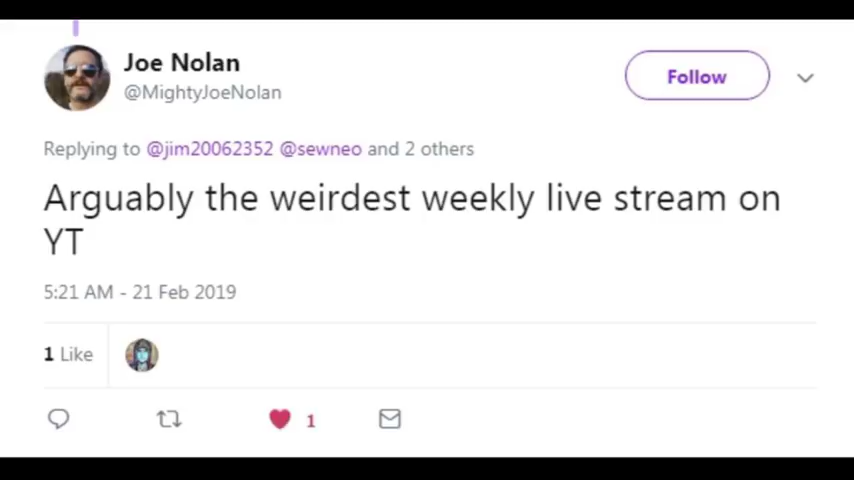 Joe Nolan
@MightyJoeNolan
Follow
Replying to @jim20062352 @sewneo and 2 others
Arguably the weirdest weekly live stream on
YT
5:21 AM - 21 Feb 2019
1 Like
1